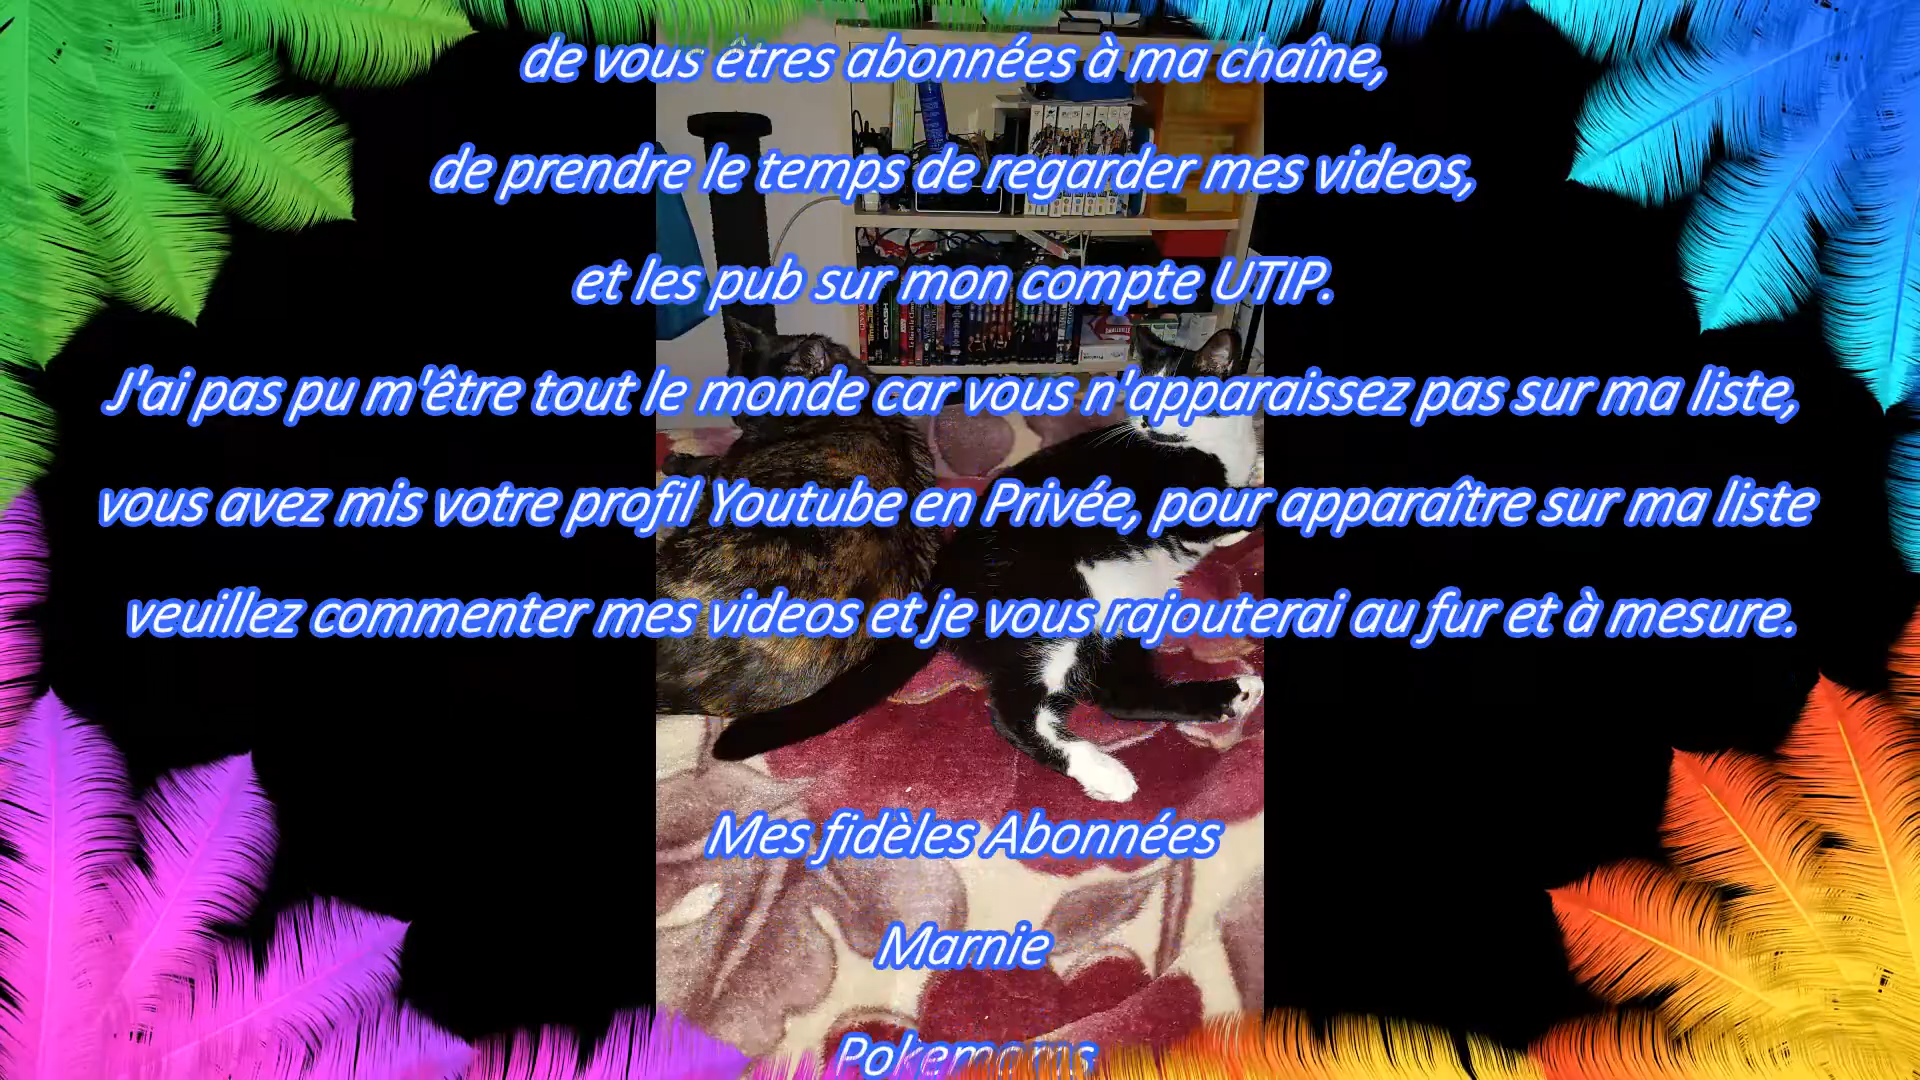 de vous êtres abonnées à ma chaîne,
de prendre le temps de regarder mes videos,
et les pub sur mon compte UTIP.
J'ai pas pu m'être tout le monde car vous n'apparaissez pas sur ma liste,
vous avez mis votre profil Youtube en Privée, pour apparaître sur ma liste
veuillez commenter mes videos et je vous rajouterai au fur et à mesure.
Mes fidèles Abonnées
Marnie
Pokemoms